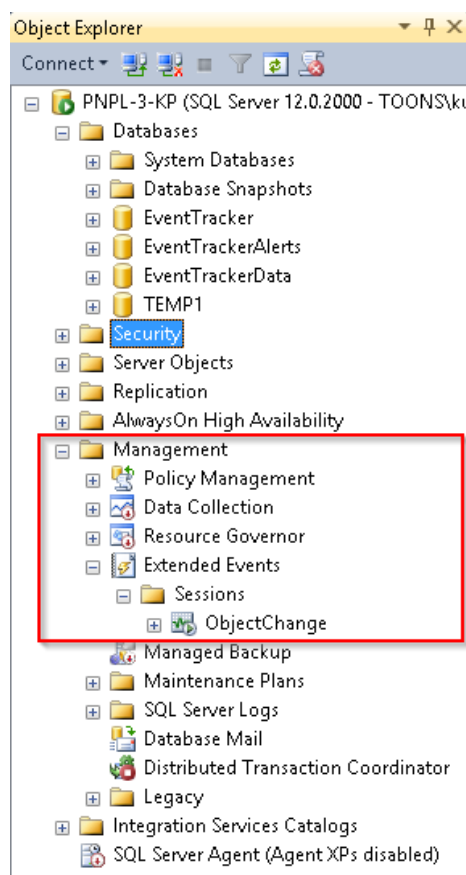 Object Explorer
Connect
PNPL-3-KP (SQL Server 12.0.2000 - TOONS\ku
Databases
System Databases
Database Snapshots
EventTracker
EventTrackerAlerts
EventTrackerData
TEMP1
Security
Server Objects
Replication
AlwaysOn High Availability
Management
Policy Management
Data Collection
Resource Governor
Extended Events
Sessions
ObjectChange
Managed Backup
Maintenance Plans
SQL Server Logs
Database Mail
Distributed Transaction Coordinator
Legacy
Integration Services Catalogs
SQL Server Agent (Agent XPs disabled)